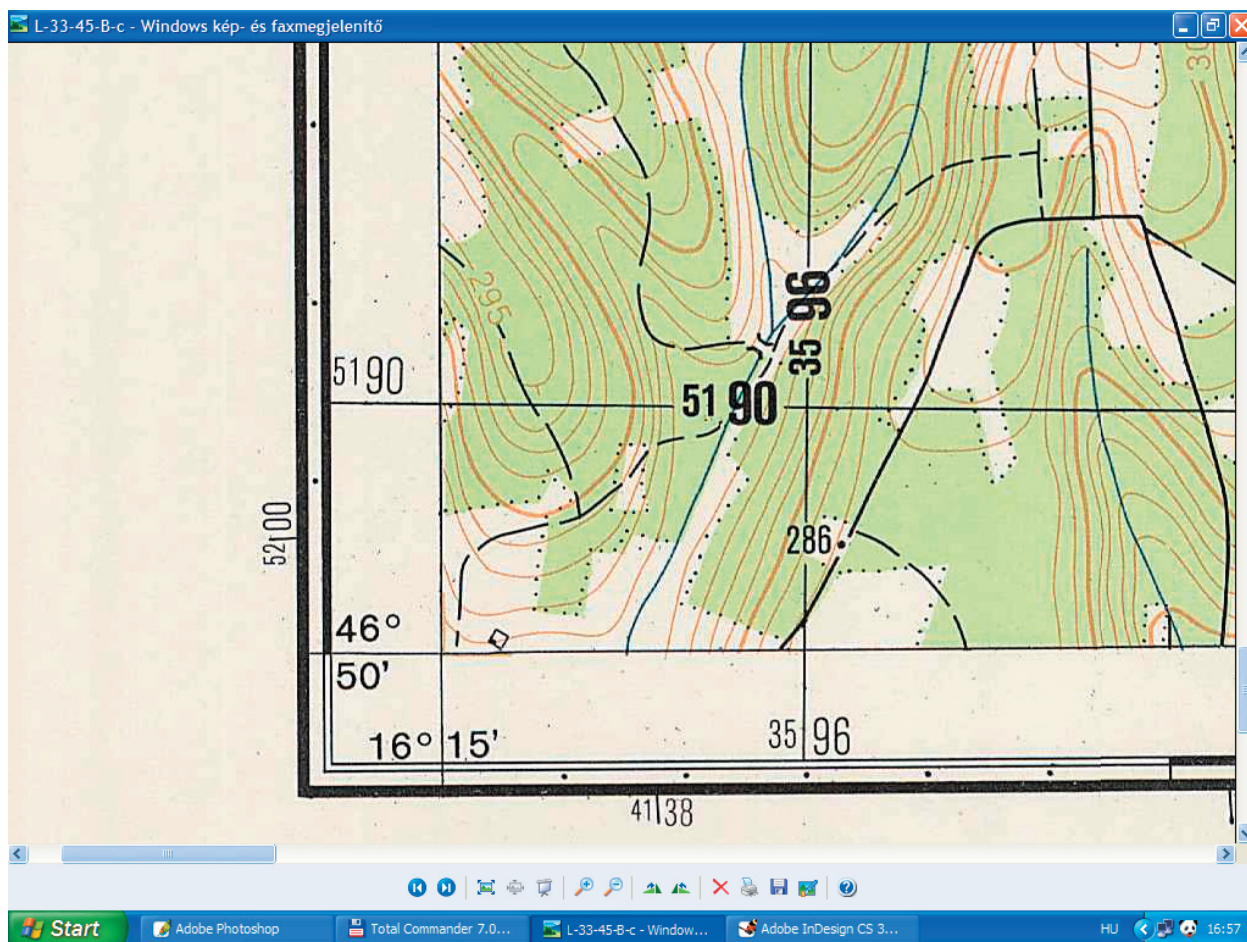 L-33-45-B-c - Windows kép- és faxmegjelenítő
295
35 96
51 90
51 90
286
52 00
46°
50'
16° 15'
35 96
41 38
Start
Adobe Photoshop
Total Commander 7.0...
L-33-45-B-c - Window...
Adobe InDesign CS 3...
HU
16:57